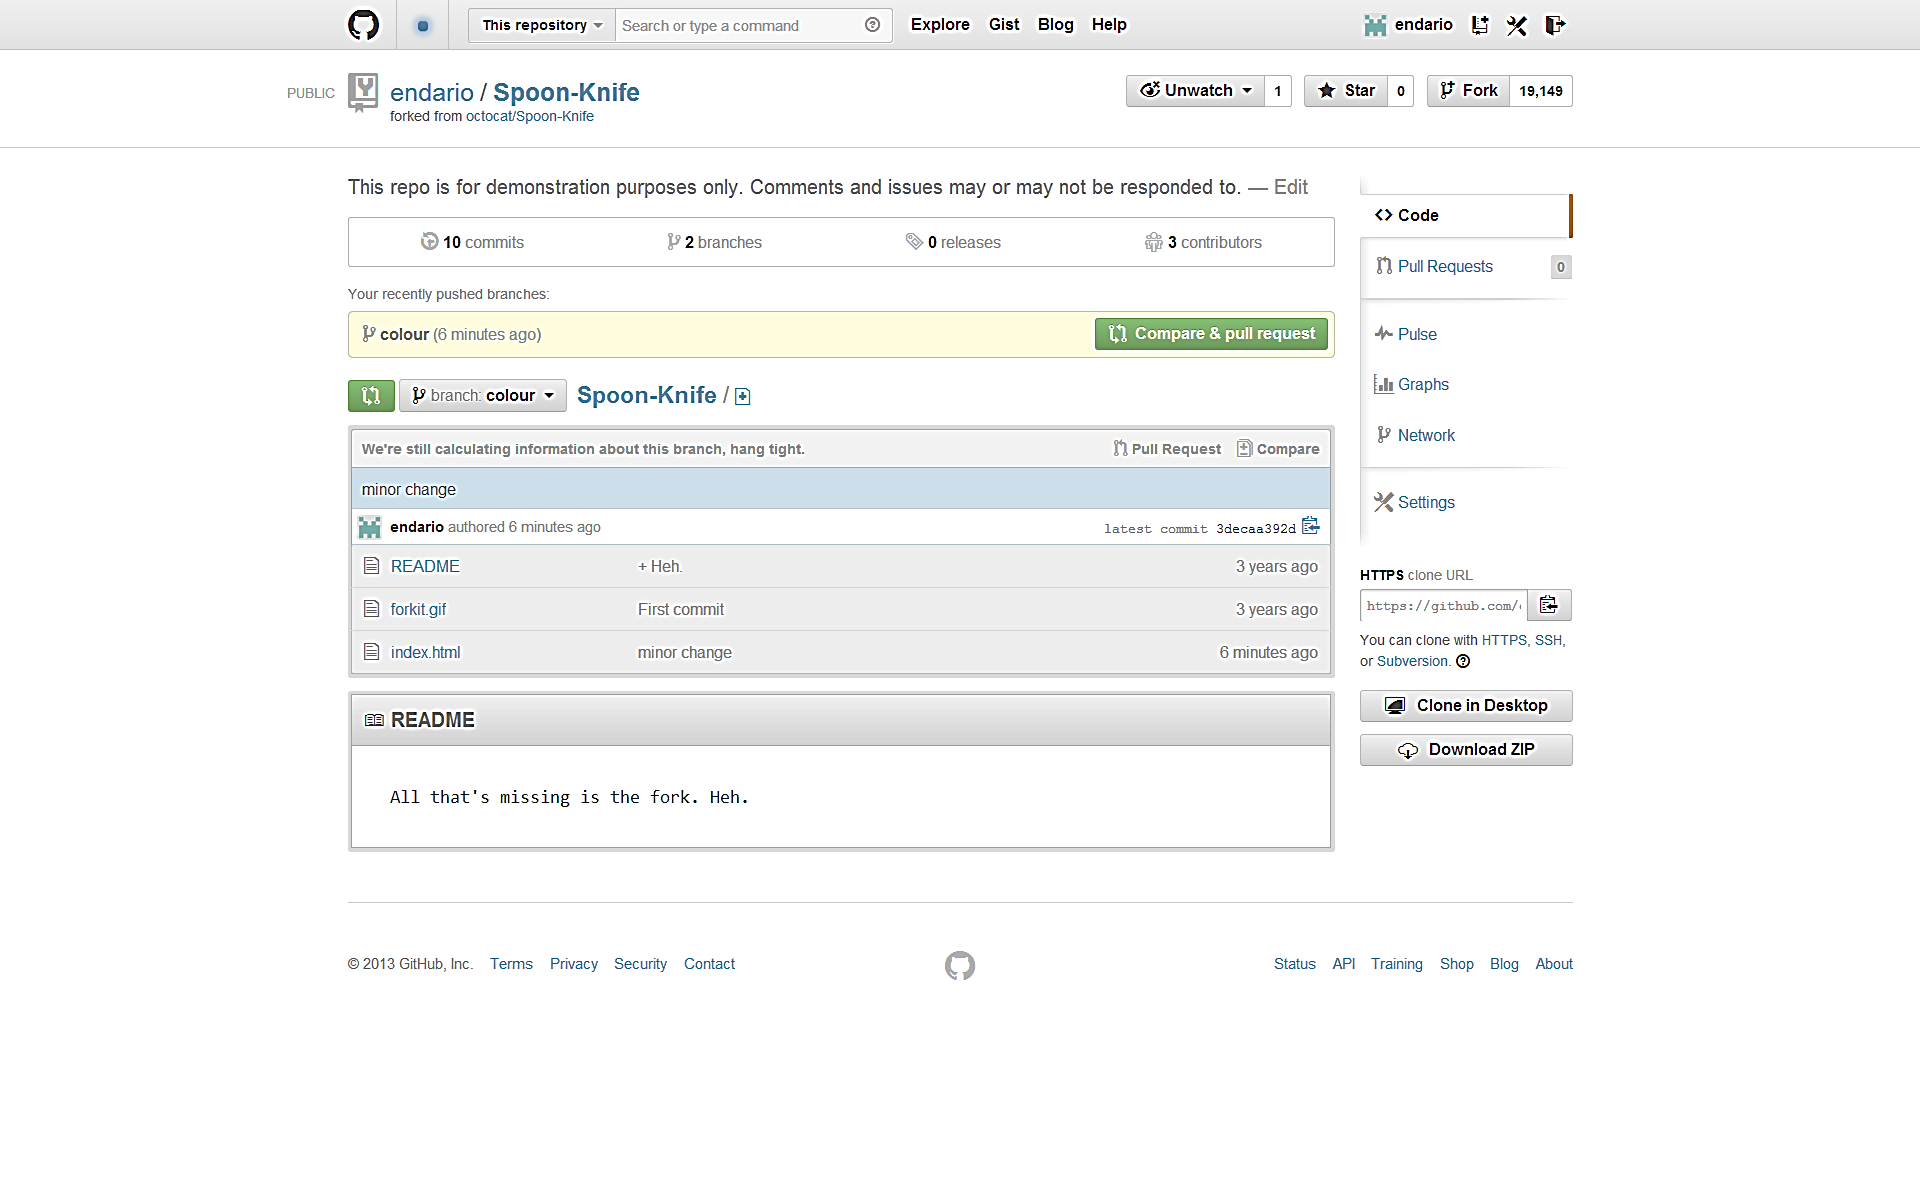 This repository Search or type a command Explore Gist Blog Help endario
PUBLIC endario / Spoon-Knife Unwatch 1 Star 0 Fork 19,149
forked from octocat/Spoon-Knife
This repo is for demonstration purposes only. Comments and issues may or may not be responded to. — Edit
Code
10 commits 2 branches 0 releases 3 contributors
Pull Requests 0
Your recently pushed branches:
colour (6 minutes ago) Compare & pull request
Pulse
Graphs
branch: colour Spoon-Knife /
Network
We're still calculating information about this branch, hang tight. Pull Request Compare
minor change
Settings
endario authored 6 minutes ago latest commit 3decaa392d
README + Heh. 3 years ago
HTTPS clone URL
forkit.gif First commit 3 years ago
https://github.com/
You can clone with HTTPS, SSH,
index.html minor change 6 minutes ago
or Subversion.
Clone in Desktop
README
Download ZIP
All that's missing is the fork. Heh.
© 2013 GitHub, Inc. Terms Privacy Security Contact Status API Training Shop Blog About